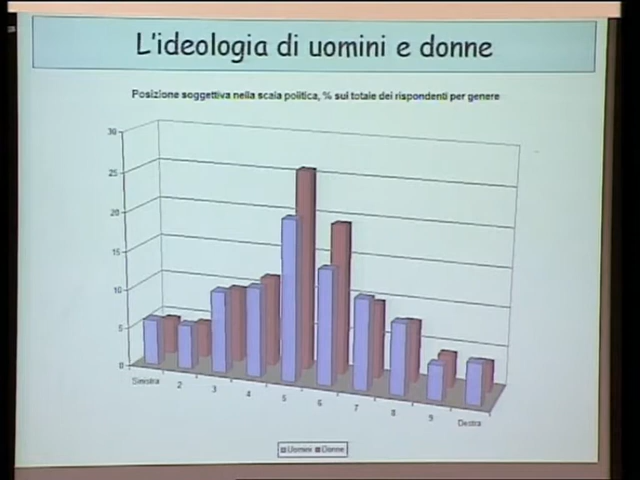 L'ideologia di uomini e donne
Posizione soggettiva nella scala politica, % sul totale dei rispondenti per genere
30
25
20
15
10
5
0
Sinistra 2 3 4 5 6 7 8 9 Destra
Uomini Donne